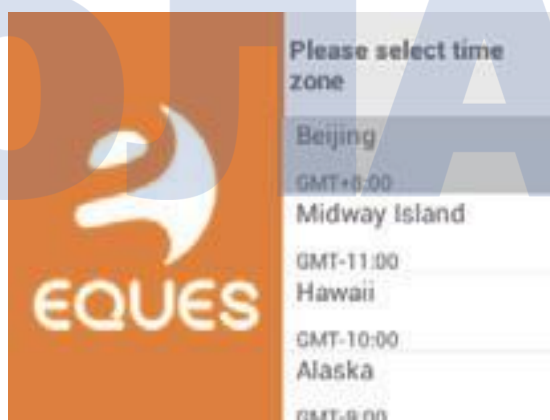 Please select time
zone
Beijing
GMT+8:00
Midway Island
GMT-11:00
Hawaii
GMT-10:00
Alaska
GMT-9:00
EQUES